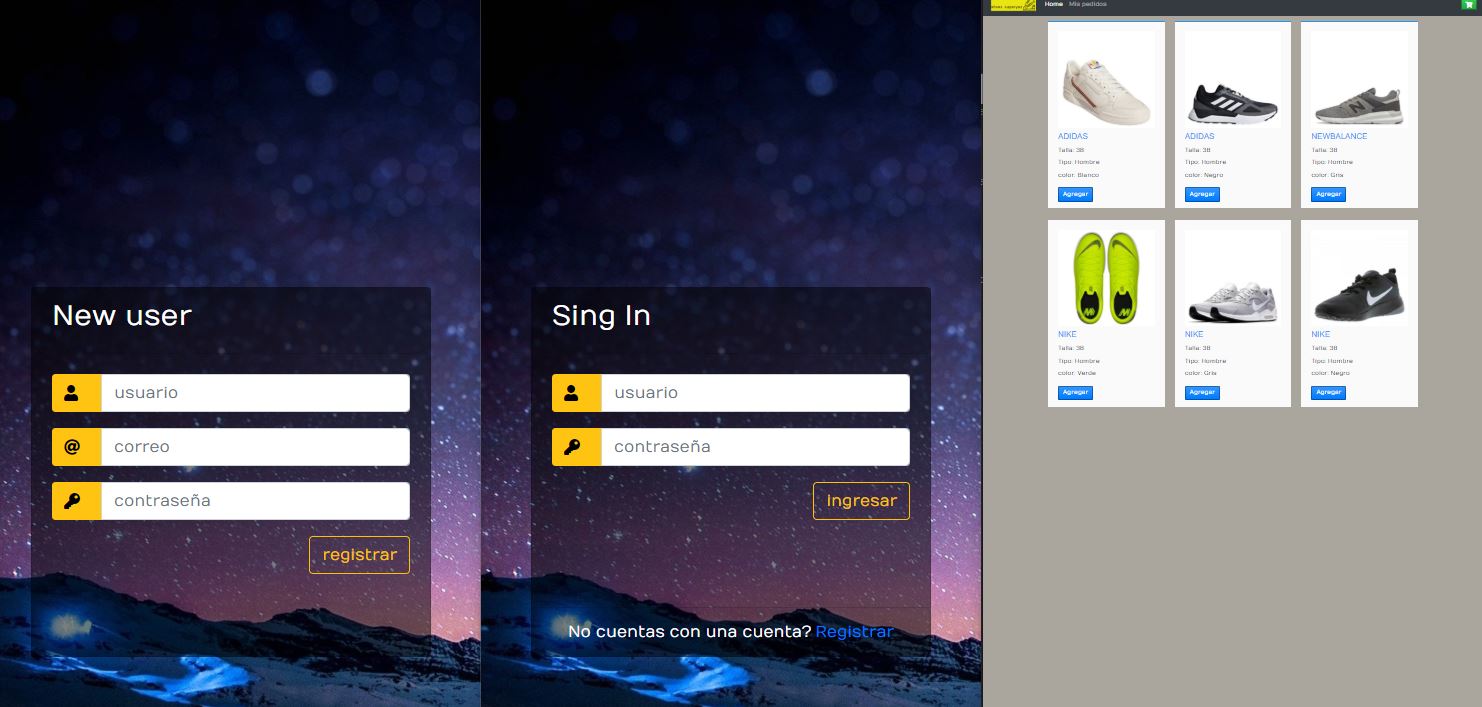 New user
usuario
@ correo
contraseña
registrar
Sing In
usuario
contraseña
ingresar
No cuentas con una cuenta? Registrar
Home Mis pedidos
ADIDAS
Talla: 38
Tipo: Hombre
color: Blanco
Agregar
ADIDAS
Talla: 38
Tipo: Hombre
color: Negro
Agregar
NEWBALANCE
Talla: 38
Tipo: Hombre
color: Gris
Agregar
NIKE
Talla: 38
Tipo: Hombre
color: Verde
Agregar
NIKE
Talla: 38
Tipo: Hombre
color: Gris
Agregar
NIKE
Talla: 38
Tipo: Hombre
color: Negro
Agregar